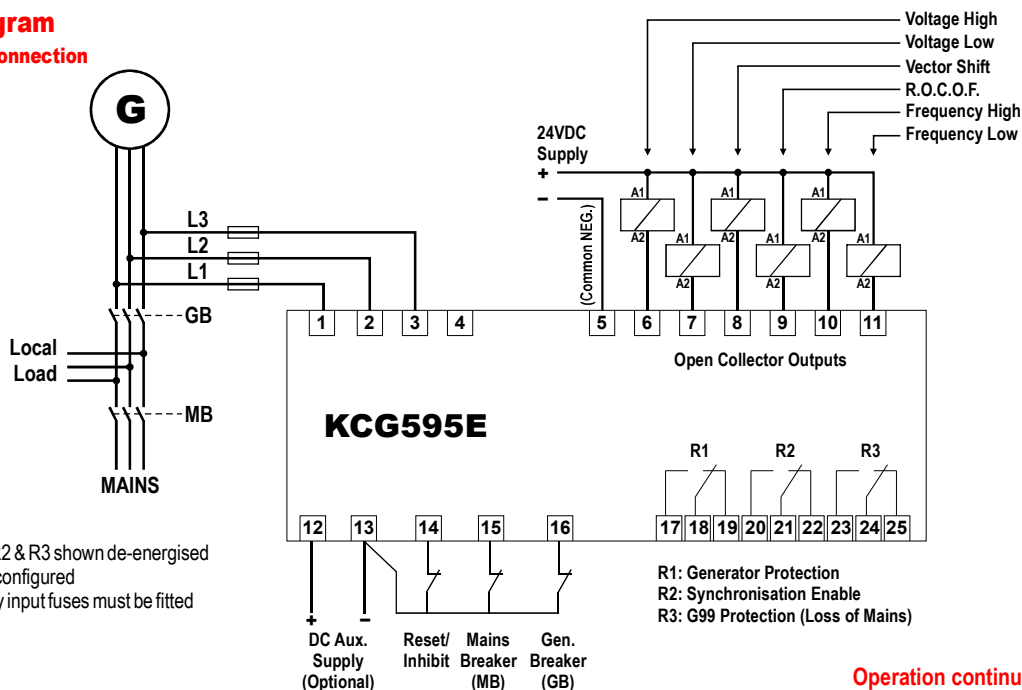 gram
onnection
G
L3
L2
L1
GB
Local
Load
MB
MAINS
Voltage High
Voltage Low
Vector Shift
R.O.C.O.F.
Frequency High
Frequency Low
24VDC
Supply
+
–
(Common NEG.)
A1 A1 A1
A2 A2 A2
A1 A1 A1
A2 A2 A2
1 2 3 4 5 6 7 8 9 10 11
Open Collector Outputs
KCG595E
R1 R2 R3
12 13 14 15 16 17 18 19 20 21 22 23 24 25
2 & R3 shown de-energised
configured
y input fuses must be fitted
+ –
DC Aux.
Supply
(Optional)
Reset/
Inhibit
Mains
Breaker
(MB)
Gen.
Breaker
(GB)
R1: Generator Protection
R2: Synchronisation Enable
R3: G99 Protection (Loss of Mains)
Operation continu